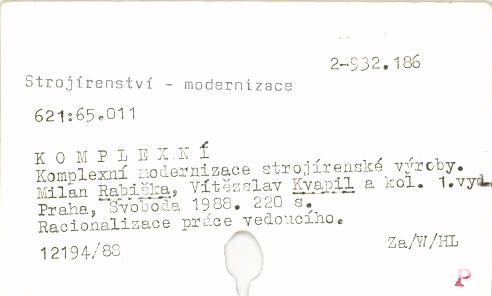 2-932.186
Strojírenství - modernizace
621:65.011
K O M P L E X N Í
Komplexní modernizace strojírenské výroby.
Milan Rabiška, Vítězslav Kvapil a kol. 1.vyd.
Praha, Svoboda 1988. 220 s.
Racionalizace práce vedoucího.
12194/88
Za/W/HL
P